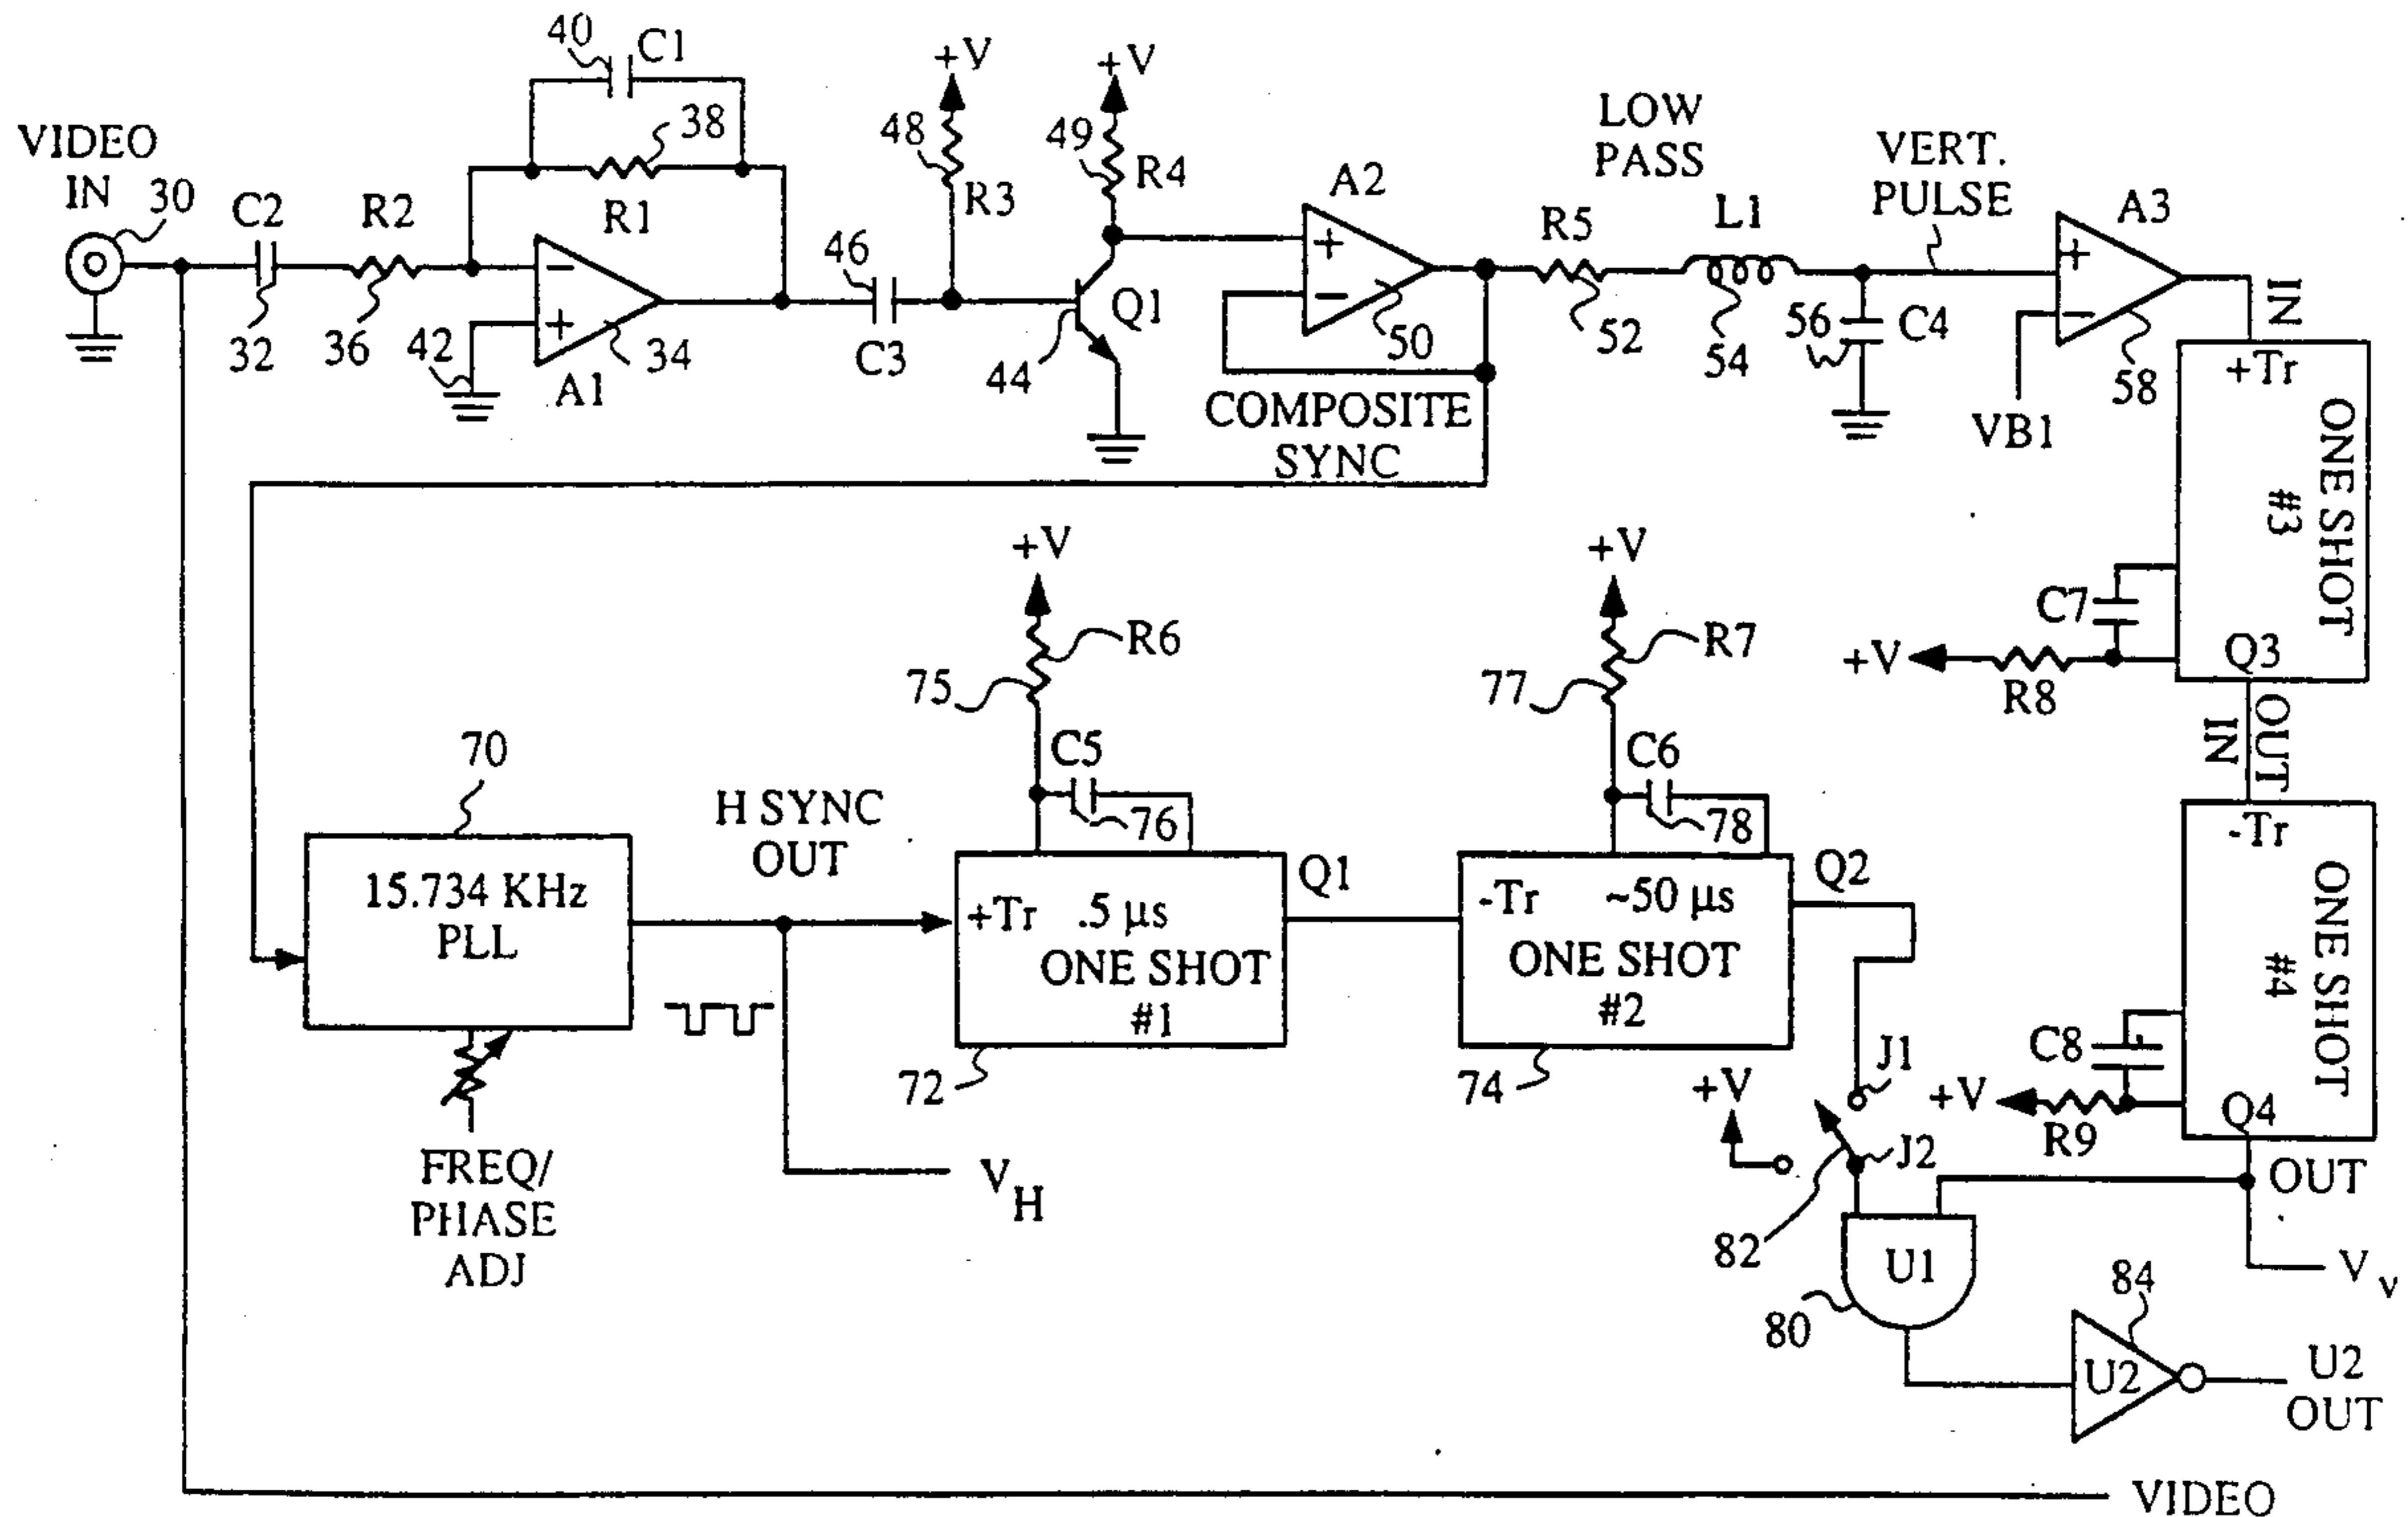 40
C1
+V
+V
VIDEO
IN
30
C2
R2
38
R1
48
R3
49
R4
A2
LOW
PASS
VERT.
PULSE
R5
L1
A3
32
36
42
−
+
34
A1
46
C3
44
Q1
+
−
50
COMPOSITE
SYNC
52
54
56
C4
+
−
58
VB1
IN
+Tr
ONE SHOT
#3
C7
+V
R8
Q3
OUT
IN
+V
R6
75
C5
76
+V
R7
77
C6
78
70
15.734 KHz
PLL
H SYNC
OUT
FREQ/
PHASE
ADJ
+Tr .5 μs
ONE SHOT
#1
72
Q1
-Tr ~50 μs
ONE SHOT
#2
74
Q2
VH
-Tr
ONE SHOT
#4
C8
+V
R9
Q4
OUT
+V
J1
J2
82
U1
80
Vv
84
U2
U2
OUT
VIDEO